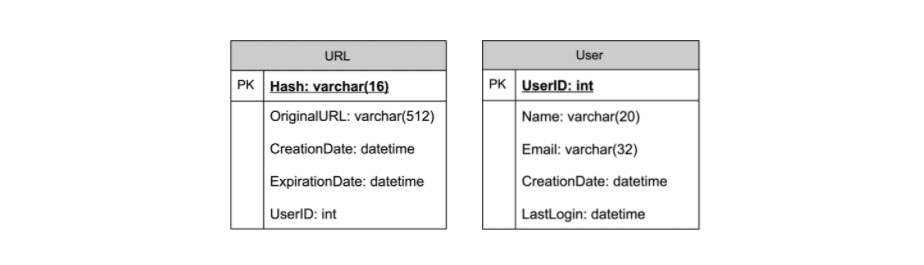 URL
PK Hash: varchar(16)
OriginalURL: varchar(512)
CreationDate: datetime
ExpirationDate: datetime
UserID: int
User
PK UserID: int
Name: varchar(20)
Email: varchar(32)
CreationDate: datetime
LastLogin: datetime